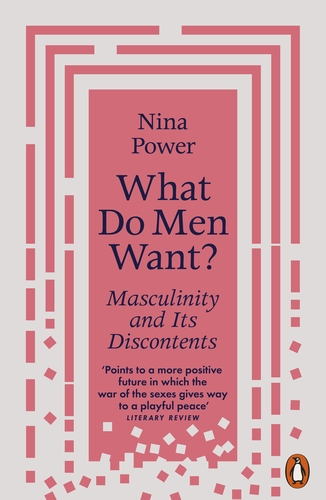 Nina
Power
What
Do Men
Want?
Masculinity
and Its
Discontents
‘Points to a more positive
future in which the
war of the sexes gives way
to a playful peace’
LITERARY REVIEW